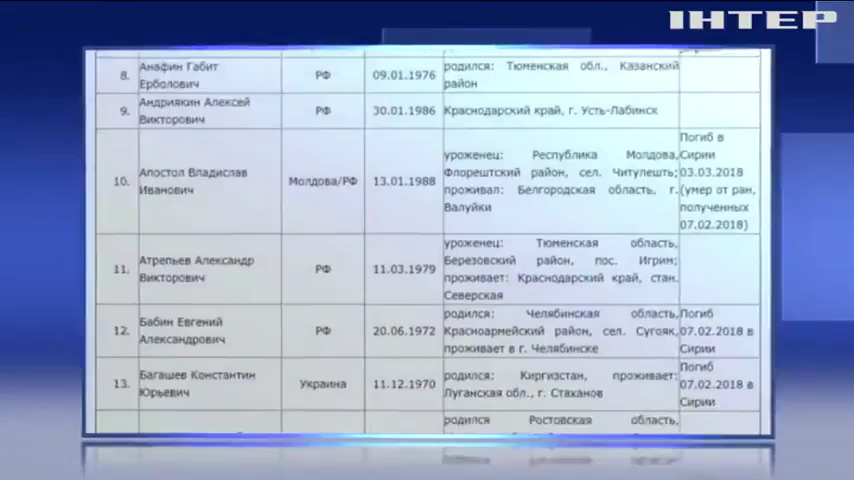 ІНТЕР
8. Анафин Габит Ерболович РФ 09.01.1976 родился: Тюменская обл., Казанский район
9. Андриякин Алексей Викторович РФ 30.01.1986 Краснодарский край, г. Усть-Лабинск
10. Апостол Владислав Иванович Молдова/РФ 13.01.1988 уроженец: Республика Молдова, Флорештский район, сел. Читулешть; проживал: Белгородская область, г. Валуйки Погиб в Сирии 03.03.2018 (умер от ран, полученных 07.02.2018)
11. Атрепьев Александр Викторович РФ 11.03.1979 уроженец: Тюменская область, Березовский район, пос. Игрим; проживает: Краснодарский край, стан. Северская
12. Бабин Евгений Александрович РФ 20.06.1972 родился: Челябинская область, Красноармейский район, сел. Сугояк, проживает в г. Челябинске Погиб 07.02.2018 в Сирии
13. Багашев Константин Юрьевич Украина 11.12.1970 родился: Киргизстан, проживает: Луганская обл., г. Стаханов Погиб 07.02.2018 в Сирии
родился Ростовская область,